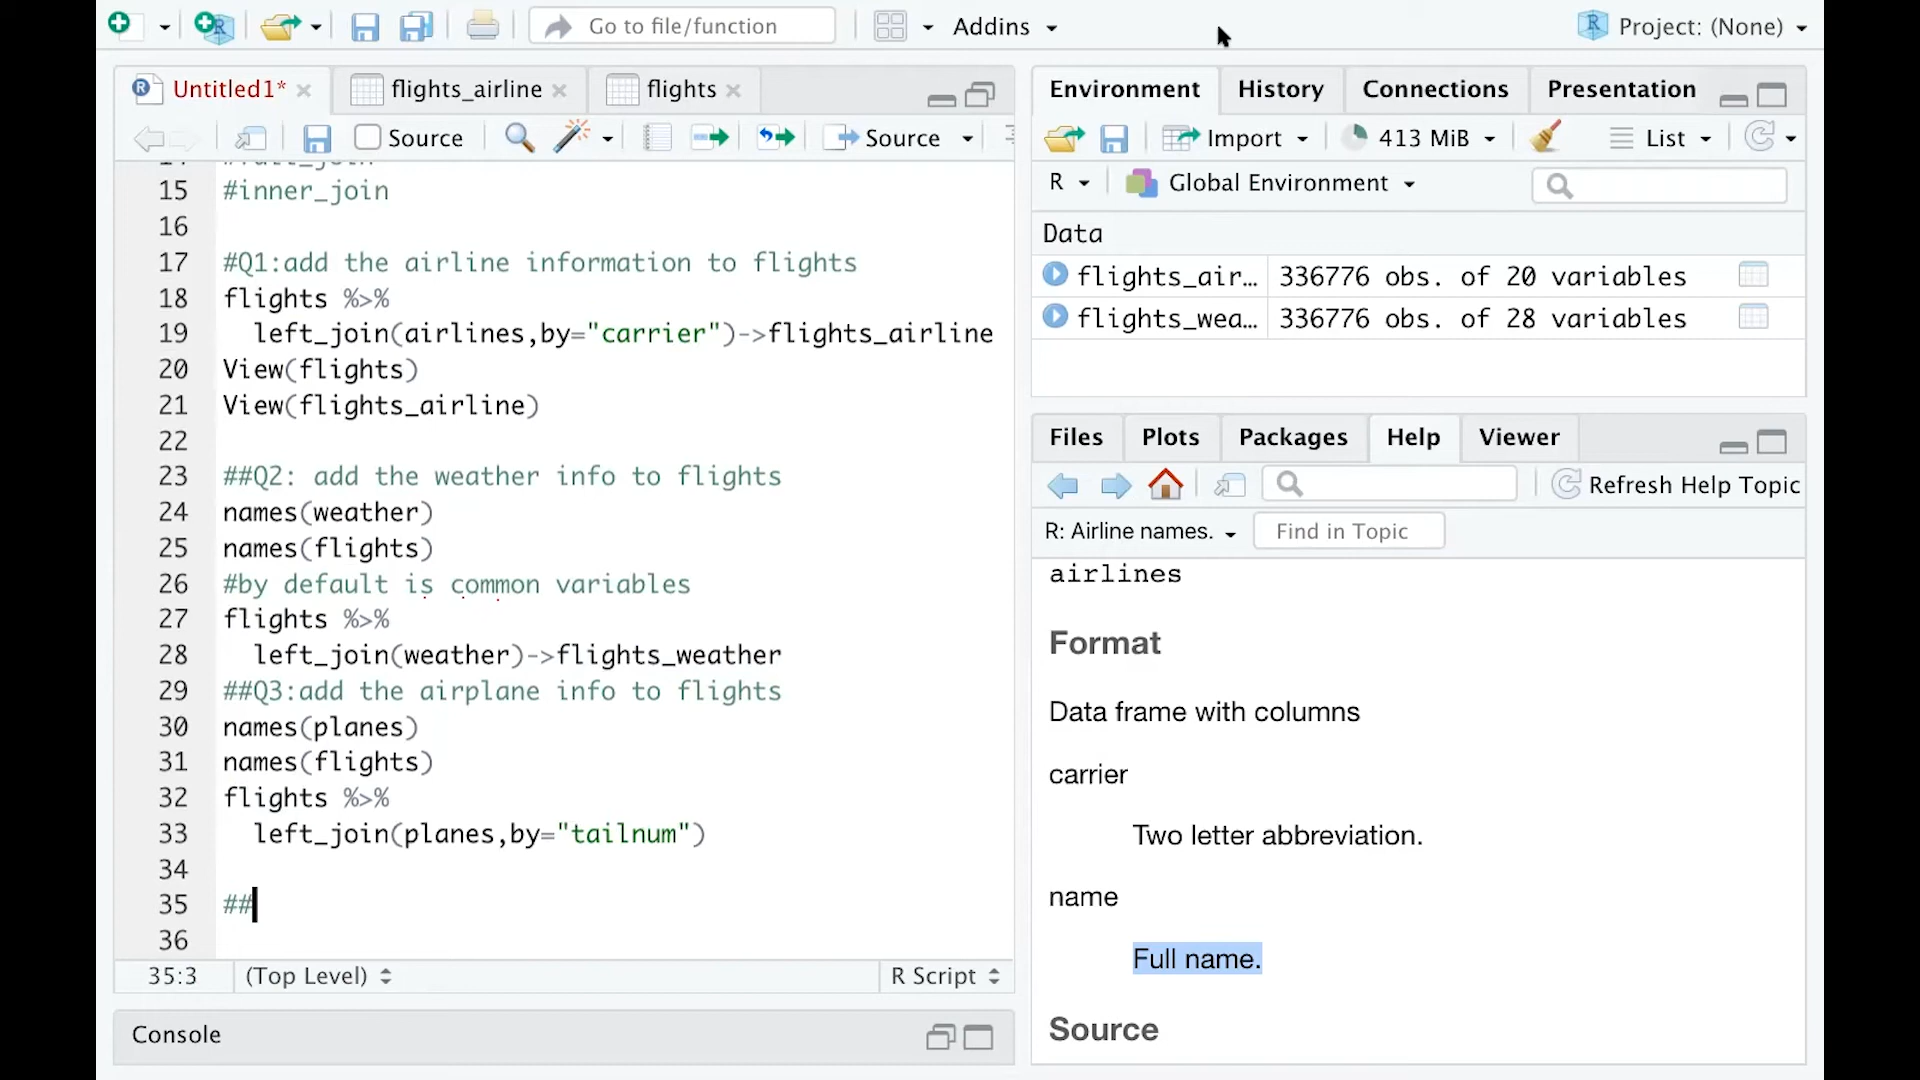 Go to file/function
Addins
Project: (None)
Untitled1*
flights_airline
flights
Source
Source
15 #inner_join
16
17 #Q1:add the airline information to flights
18 flights %>%
19 left_join(airlines,by="carrier")->flights_airline
20 View(flights)
21 View(flights_airline)
22
23 ##Q2: add the weather info to flights
24 names(weather)
25 names(flights)
26 #by default is common variables
27 flights %>%
28 left_join(weather)->flights_weather
29 ##Q3:add the airplane info to flights
30 names(planes)
31 names(flights)
32 flights %>%
33 left_join(planes,by="tailnum")
34
35 ##
36
35:3 (Top Level) R Script
Console
Environment History Connections Presentation
Import 413 MiB List
R Global Environment
Data
flights_air… 336776 obs. of 20 variables
flights_wea… 336776 obs. of 28 variables
Files Plots Packages Help Viewer
Refresh Help Topic
R: Airline names. Find in Topic
airlines
Format
Data frame with columns
carrier
Two letter abbreviation.
name
Full name.
Source